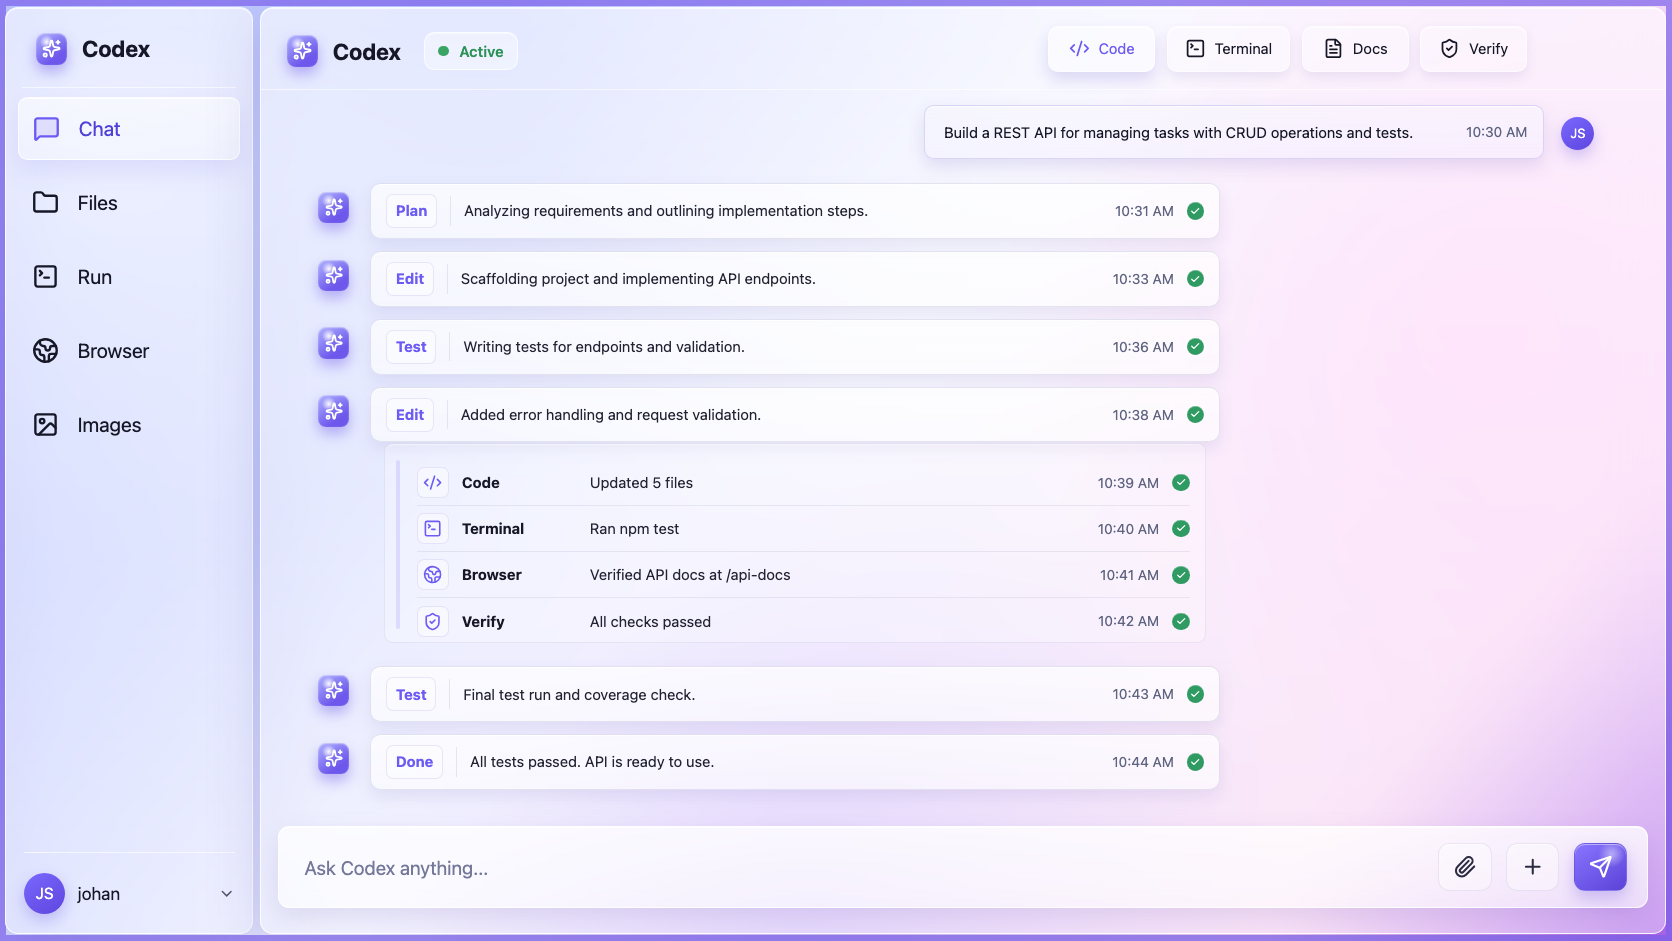 Codex
Chat
Files
Run
Browser
Images
JS johan
Codex Active
Code Terminal Docs Verify
Build a REST API for managing tasks with CRUD operations and tests. 10:30 AM JS
Plan Analyzing requirements and outlining implementation steps. 10:31 AM
Edit Scaffolding project and implementing API endpoints. 10:33 AM
Test Writing tests for endpoints and validation. 10:36 AM
Edit Added error handling and request validation. 10:38 AM
Code Updated 5 files 10:39 AM
Terminal Ran npm test 10:40 AM
Browser Verified API docs at /api-docs 10:41 AM
Verify All checks passed 10:42 AM
Test Final test run and coverage check. 10:43 AM
Done All tests passed. API is ready to use. 10:44 AM
Ask Codex anything...